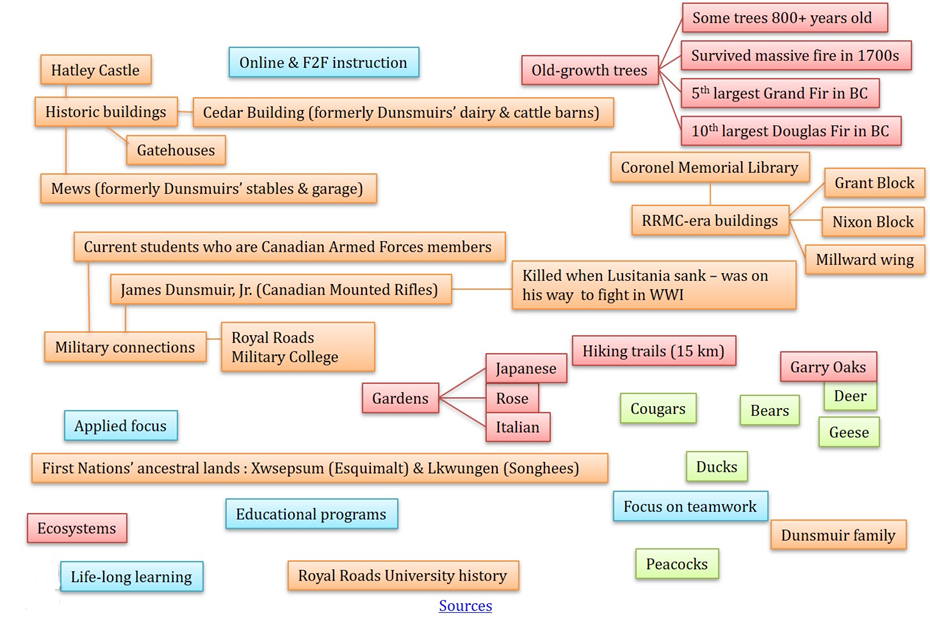 Some trees 800+ years old
Online & F2F instruction
Survived massive fire in 1700s
Hatley Castle
Old-growth trees
5th largest Grand Fir in BC
Historic buildings
Cedar Building (formerly Dunsmuirs’ dairy & cattle barns)
10th largest Douglas Fir in BC
Gatehouses
Coronel Memorial Library
Mews (formerly Dunsmuirs’ stables & garage)
Grant Block
RRMC-era buildings
Nixon Block
Current students who are Canadian Armed Forces members
Millward wing
James Dunsmuir, Jr. (Canadian Mounted Rifles)
Killed when Lusitania sank – was on
his way to fight in WWI
Military connections
Royal Roads
Military College
Hiking trails (15 km)
Japanese
Garry Oaks
Gardens
Rose
Deer
Cougars
Bears
Applied focus
Italian
Geese
First Nations’ ancestral lands : Xwsepsum (Esquimalt) & Lkwungen (Songhees)
Ducks
Educational programs
Focus on teamwork
Ecosystems
Dunsmuir family
Life-long learning
Royal Roads University history
Peacocks
Sources